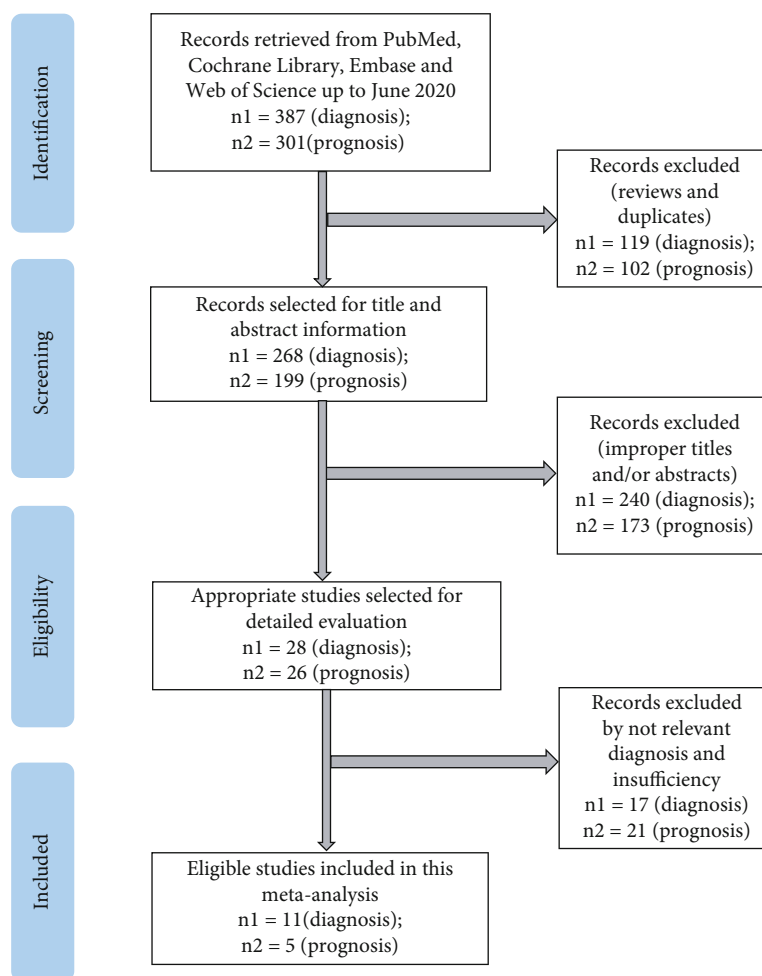 Identification
Records retrieved from PubMed,
Cochrane Library, Embase and
Web of Science up to June 2020
n1 = 387 (diagnosis);
n2 = 301(prognosis)
Records excluded
(reviews and
duplicates)
n1 = 119 (diagnosis);
n2 = 102 (prognosis)
Screening
Records selected for title and
abstract information
n1 = 268 (diagnosis);
n2 = 199 (prognosis)
Records excluded
(improper titles
and/or abstracts)
n1 = 240 (diagnosis);
n2 = 173 (prognosis)
Eligibility
Appropriate studies selected for
detailed evaluation
n1 = 28 (diagnosis);
n2 = 26 (prognosis)
Records excluded
by not relevant
diagnosis and
insufficiency
n1 = 17 (diagnosis)
n2 = 21 (prognosis)
Included
Eligible studies included in this
meta-analysis
n1 = 11(diagnosis);
n2 = 5 (prognosis)